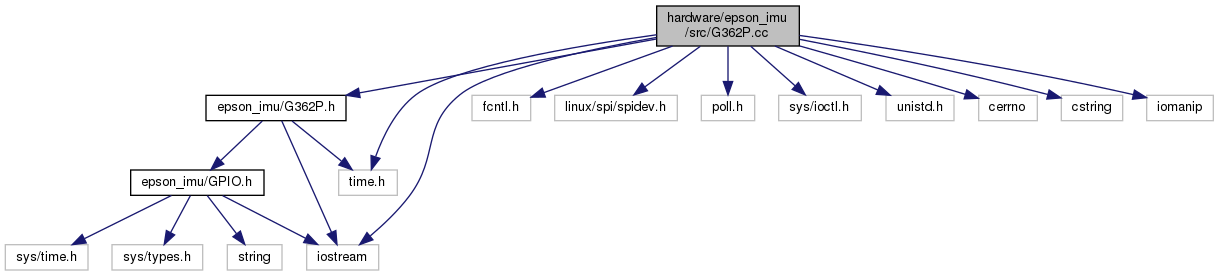 hardware/epson_imu
/src/G362P.cc
epson_imu/G362P.h
fcntl.h
linux/spi/spidev.h
poll.h
sys/ioctl.h
unistd.h
cerrno
cstring
iomanip
epson_imu/GPIO.h
time.h
sys/time.h
sys/types.h
string
iostream